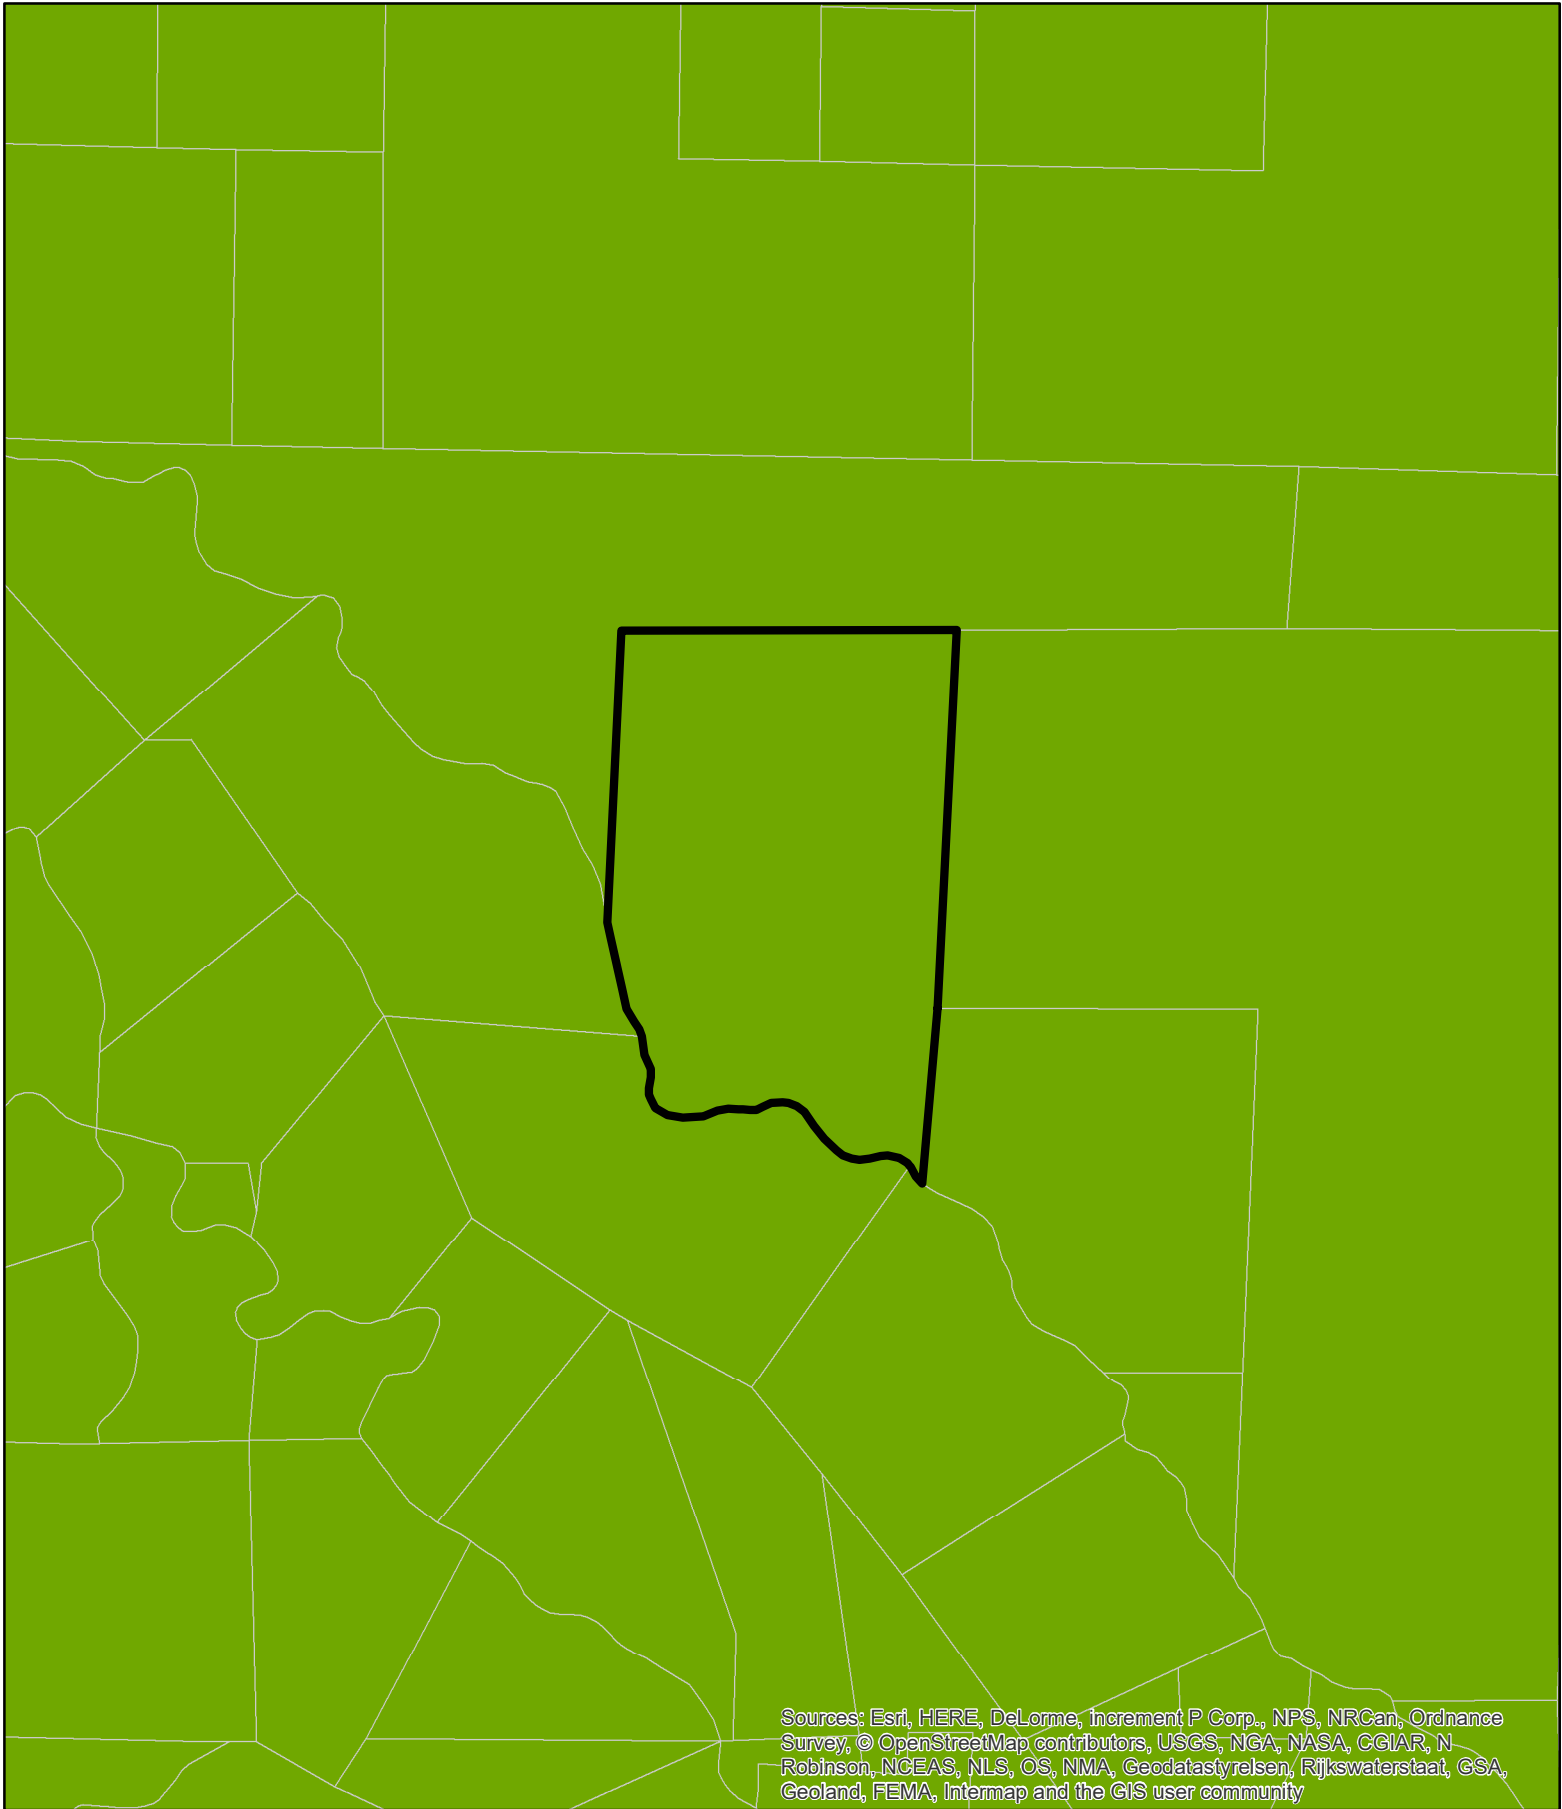 Sources: Esri, HERE, DeLorme, increment P Corp., NPS, NRCan, Ordnance
Survey, © OpenStreetMap contributors, USGS, NGA, NASA, CGIAR, N
Robinson, NCEAS, NLS, OS, NMA, Geodatastyrelsen, Rijkswaterstaat, GSA,
Geoland, FEMA, Intermap and the GIS user community